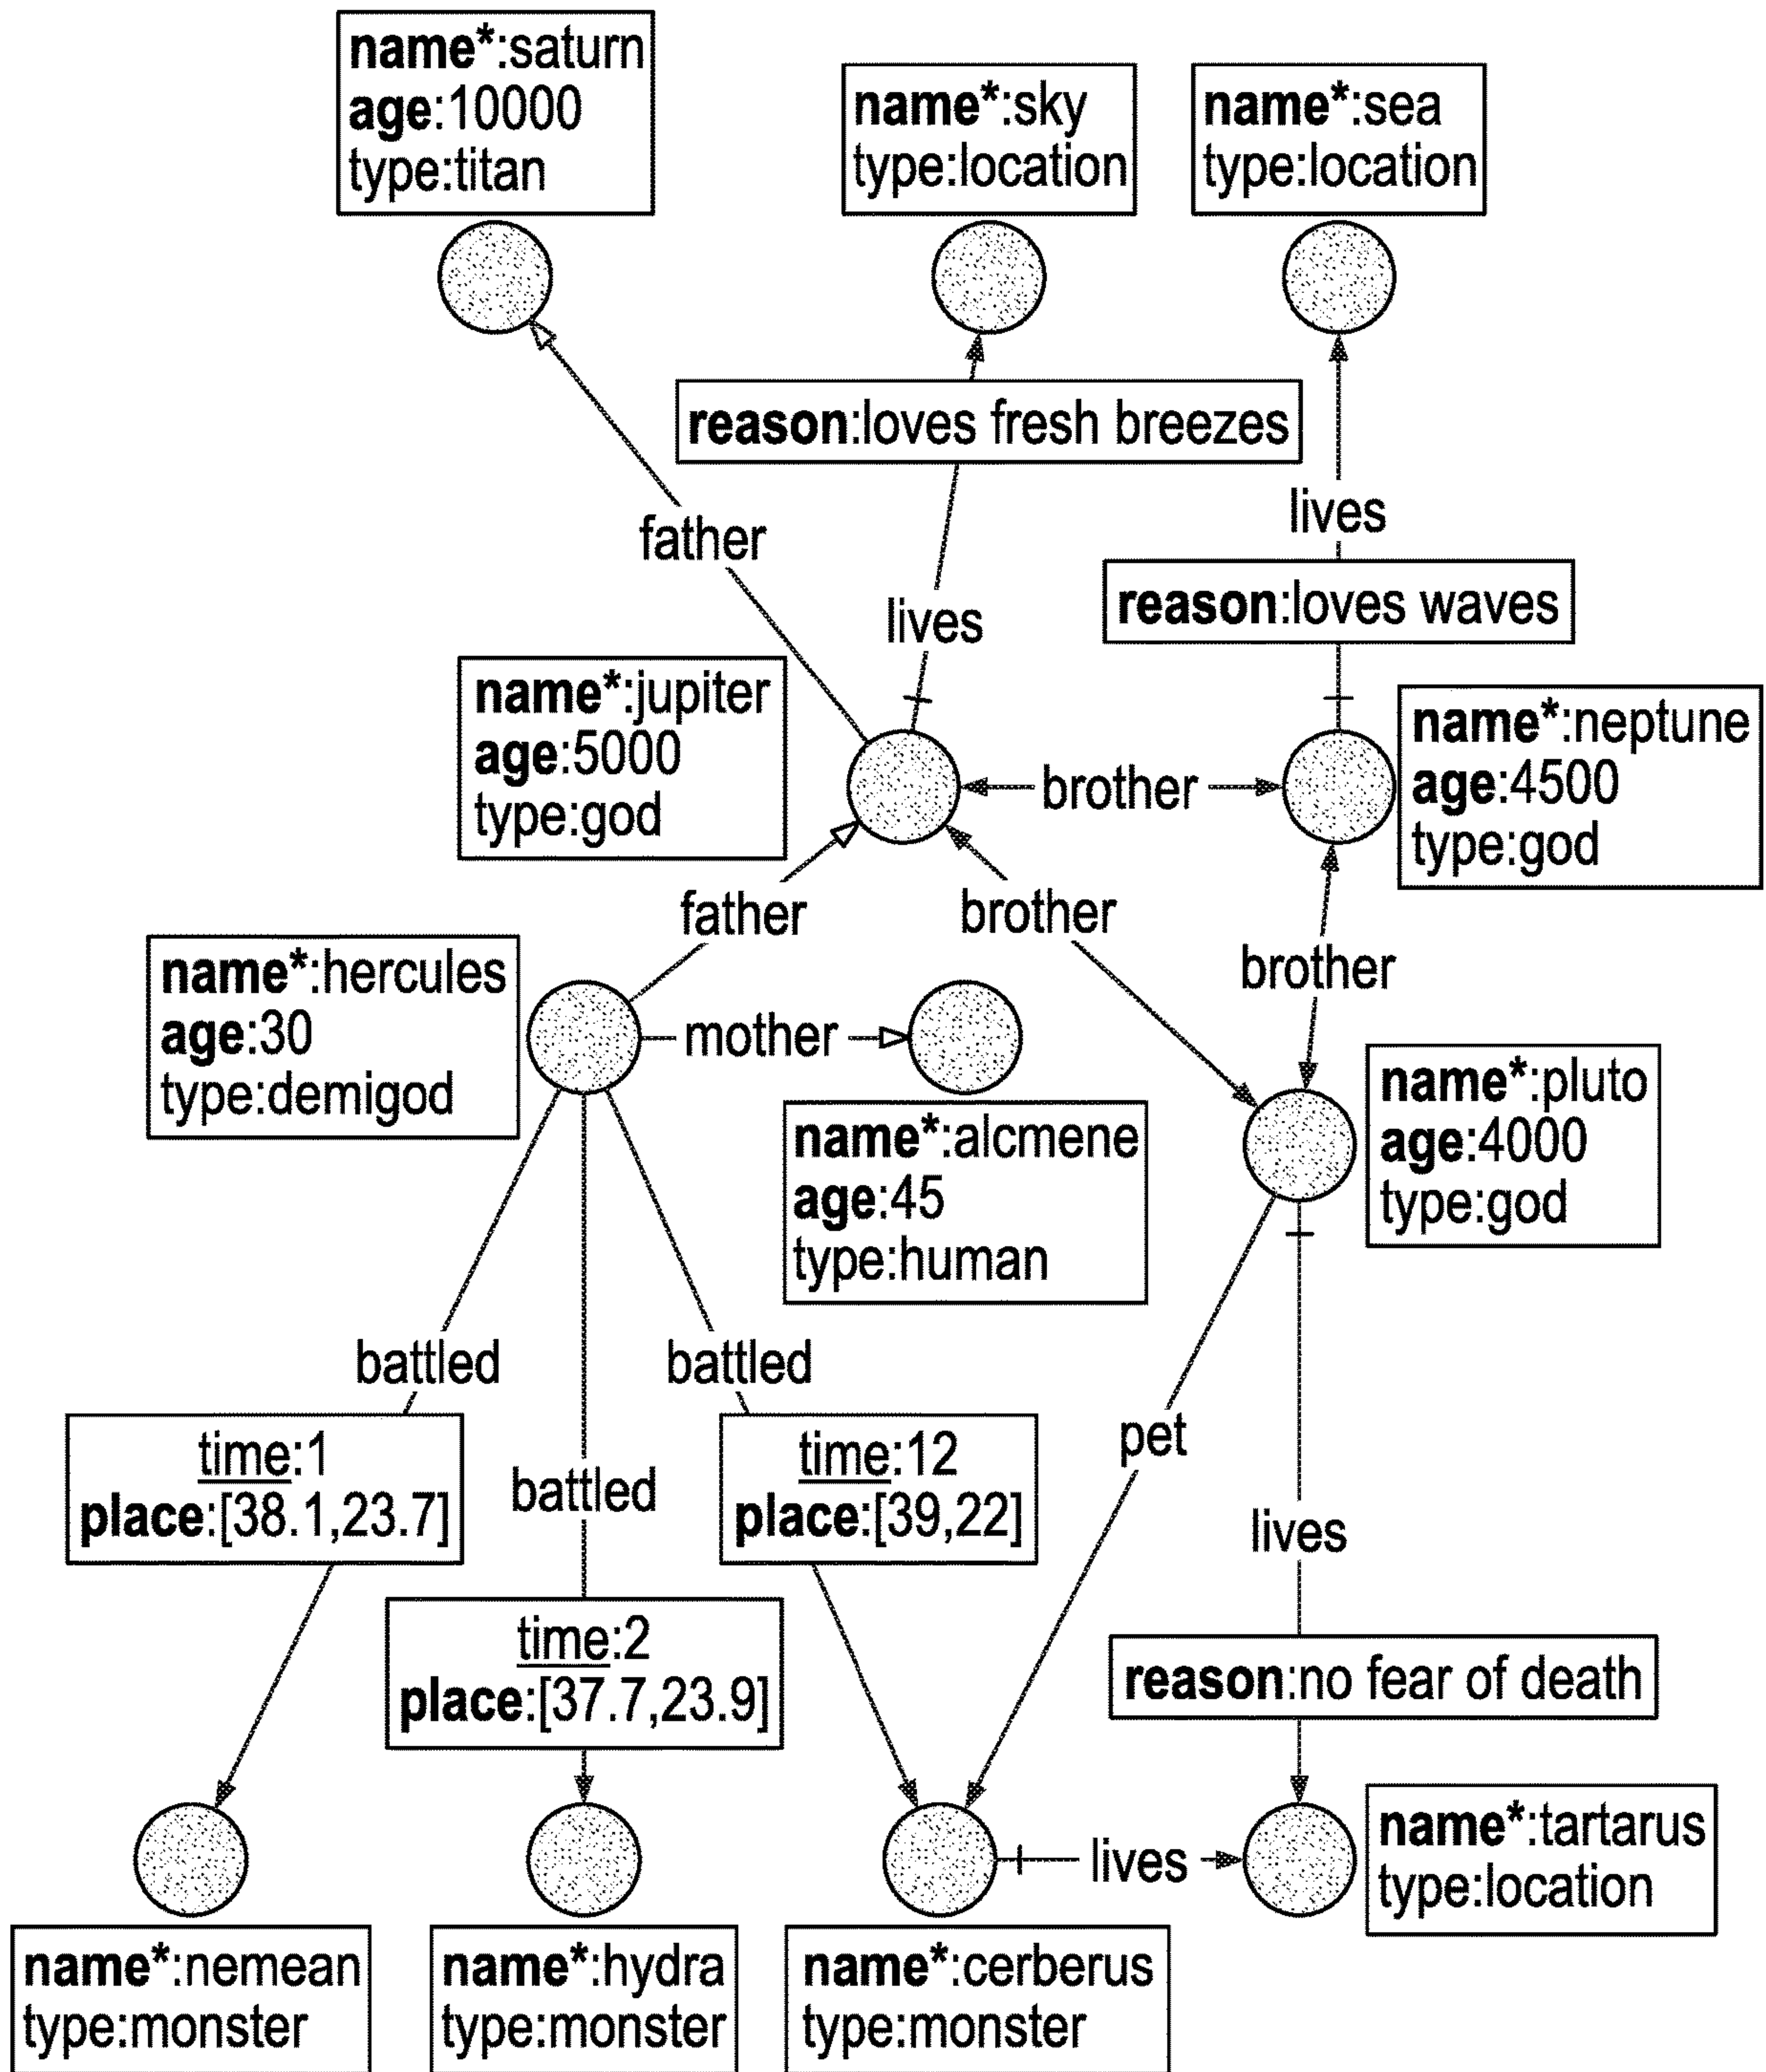 name*:saturn
age:10000
type:titan
name*:sky
type:location
name*:sea
type:location
reason:loves fresh breezes
lives
father
reason:loves waves
lives
name*:jupiter
age:5000
type:god
name*:neptune
age:4500
type:god
brother
father
brother
brother
name*:hercules
age:30
type:demigod
mother
name*:alcmene
age:45
type:human
name*:pluto
age:4000
type:god
battled
battled
battled
pet
time:1
place:[38.1,23.7]
time:12
place:[39,22]
lives
time:2
place:[37.7,23.9]
reason:no fear of death
lives
name*:tartarus
type:location
name*:nemean
type:monster
name*:hydra
type:monster
name*:cerberus
type:monster